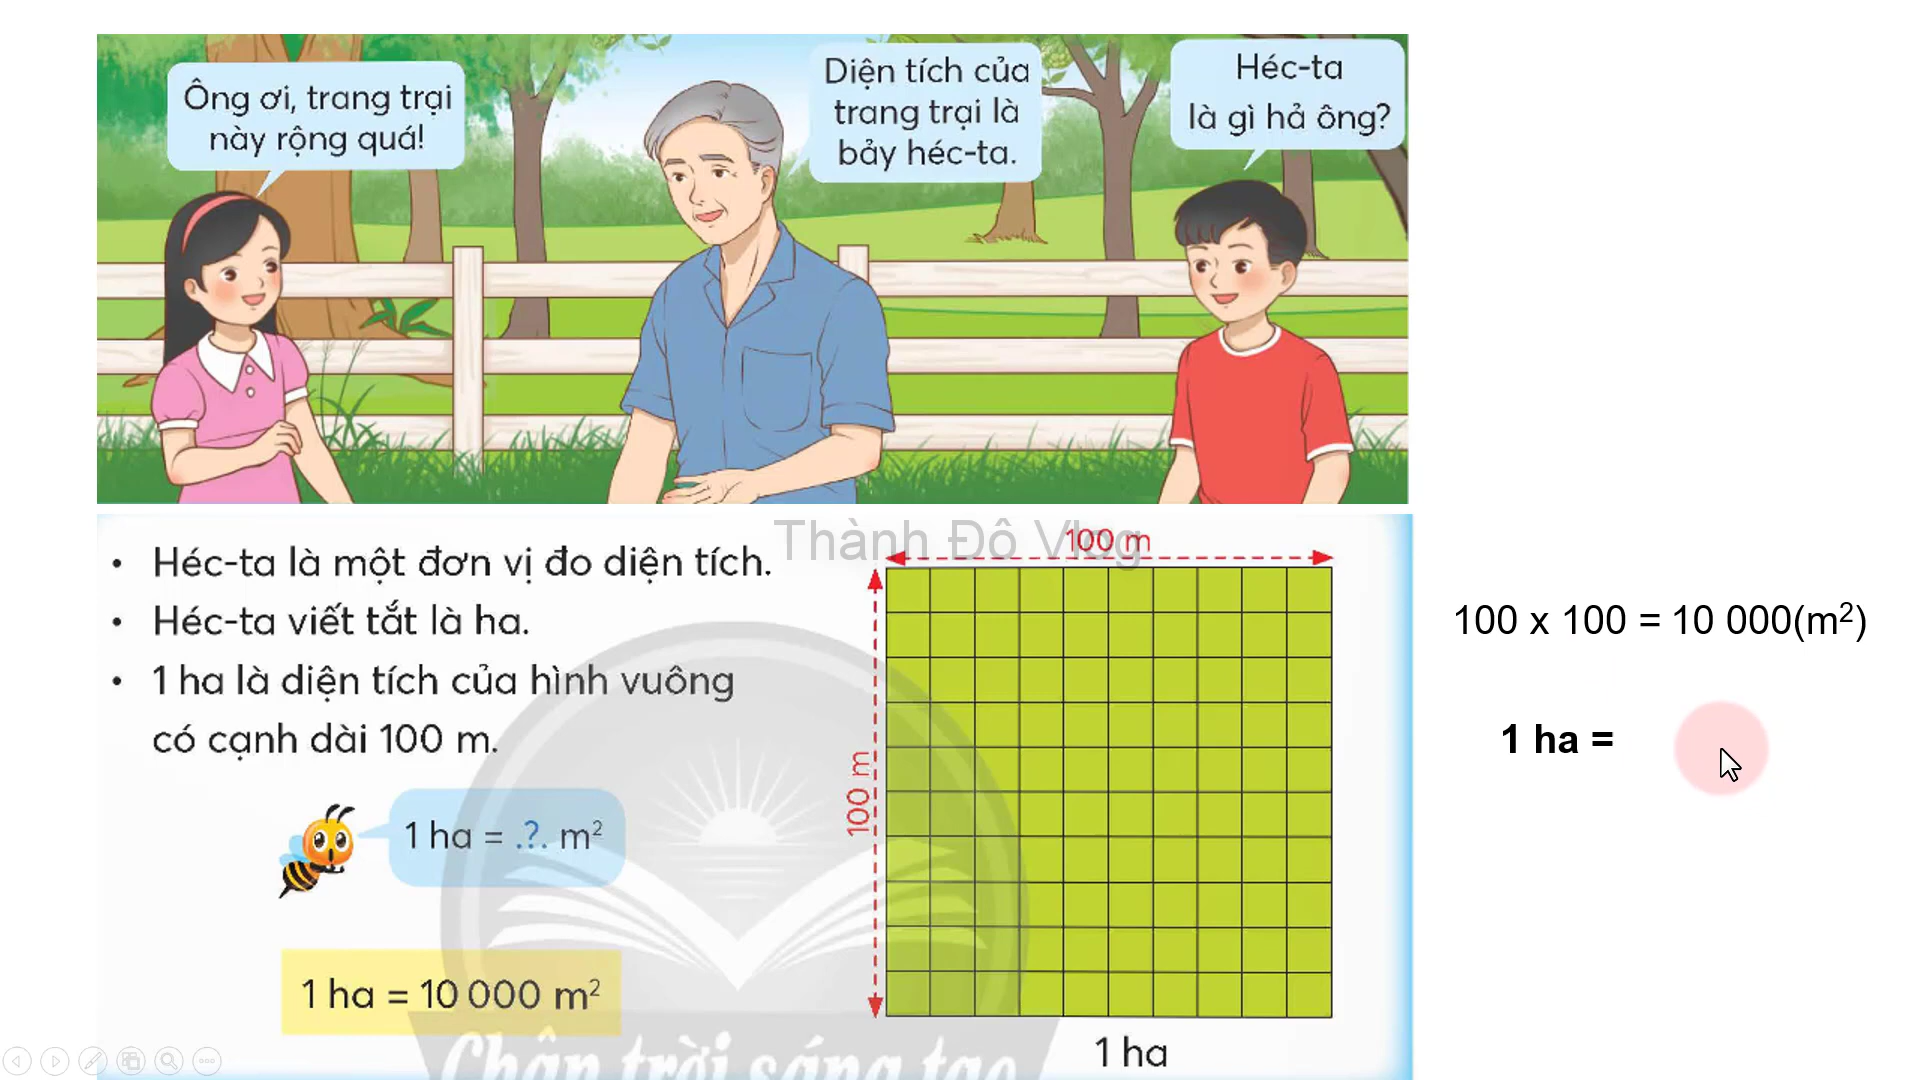 Ông ơi, trang trại
này rộng quá!
Diện tích của
trang trại là
bảy héc-ta.
Héc-ta
là gì hả ông?
Thành Đô Vlog
• Héc-ta là một đơn vị đo diện tích.
• Héc-ta viết tắt là ha.
• 1 ha là diện tích của hình vuông
có cạnh dài 100 m.
1 ha = .?. m²
1 ha = 10 000 m²
100 m
100 m
1 ha
100 x 100 = 10 000(m²)
1 ha =
Chân trời sáng tạo